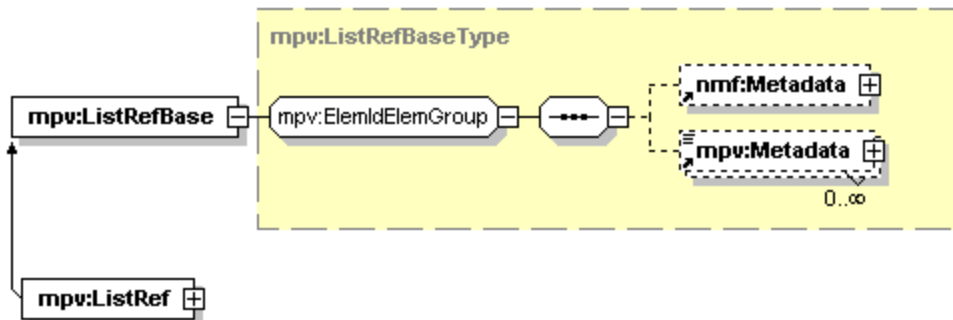 mpv:ListRefBaseType
nmf:Metadata
mpv:ListRefBase
mpv:ElemIdElemGroup
mpv:Metadata
0..∞
mpv:ListRef